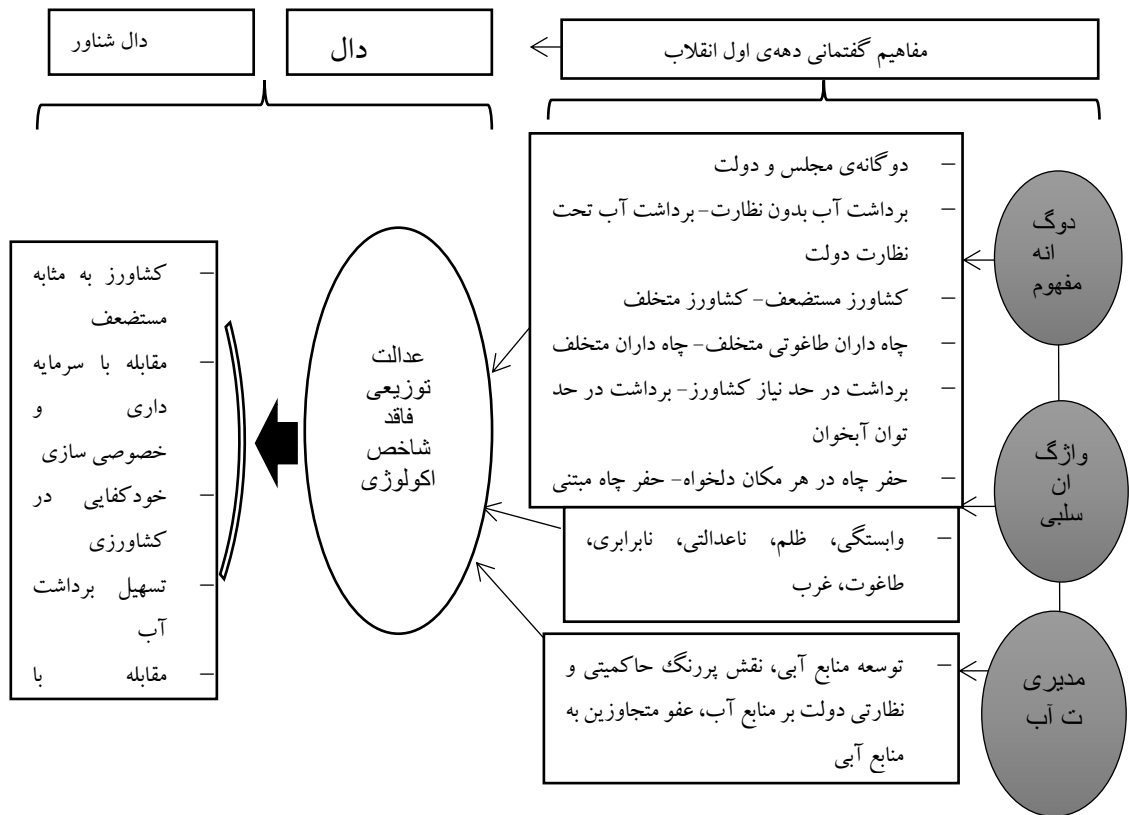 مفاهیم گفتمانی دهه‌ی اول انقلاب
دال
دال شناور
دوگ
انه
مفهوم
– دوگانه‌ی مجلس و دولت
– برداشت آب بدون نظارت– برداشت آب تحت
نظارت دولت
– کشاورز مستضعف– کشاورز متخلف
– چاه داران طاغوتی متخلف– چاه داران متخلف
– برداشت در حد نیاز کشاورز– برداشت در حد
توان آبخوان
– حفر چاه در هر مکان دلخواه– حفر چاه مبتنی
واژگ
ان
سلبی
– وابستگی، ظلم، ناعدالتی، نابرابری،
طاغوت، غرب
مدیری
ت آب
– توسعه منابع آبی، نقش پررنگ حاکمیتی و
نظارتی دولت بر منابع آب، عفو متجاوزین به
منابع آبی
عدالت
توزیعی
فاقد
شاخص
اکولوژی
– کشاورز به مثابه
مستضعف
– مقابله با سرمایه
داری و
خصوصی سازی
– خودکفایی در
کشاورزی
– تسهیل برداشت
آب
– مقابله با